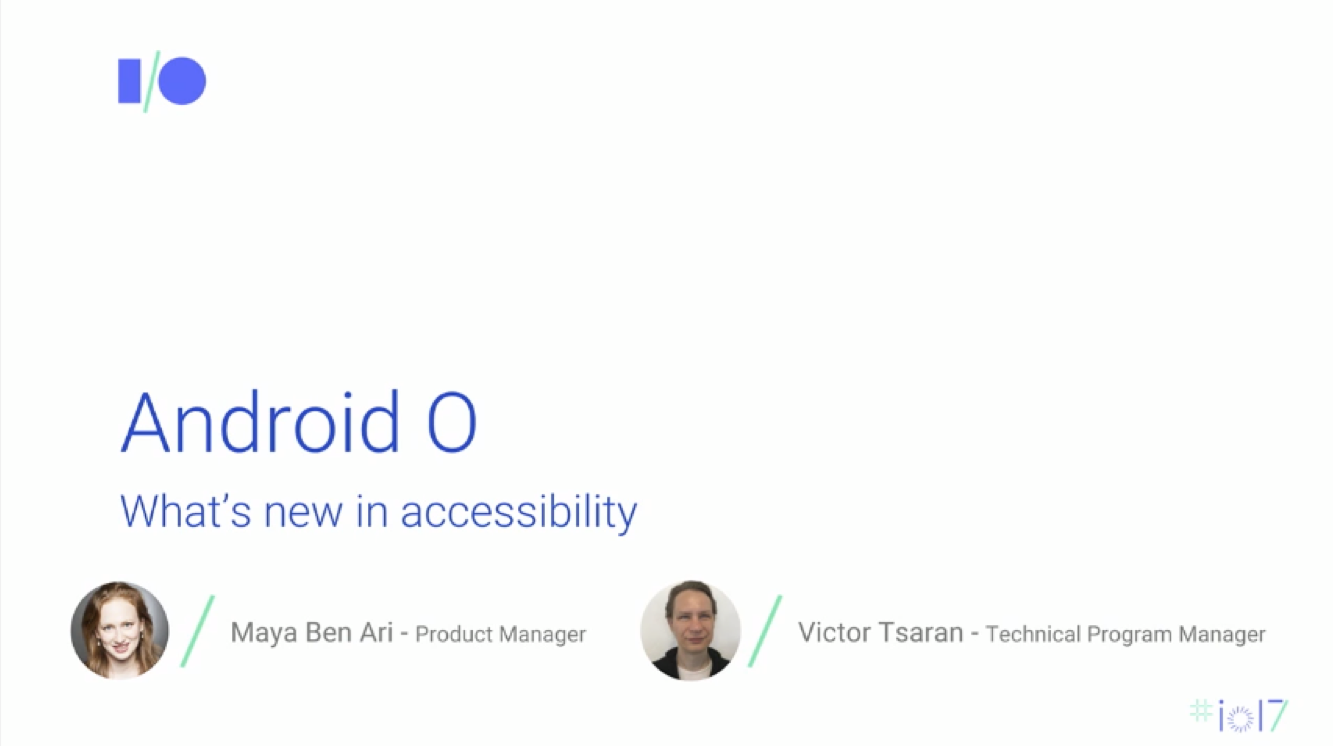 I/O
Android O
What's new in accessibility
Maya Ben Ari - Product Manager
Victor Tsaran - Technical Program Manager
#io17